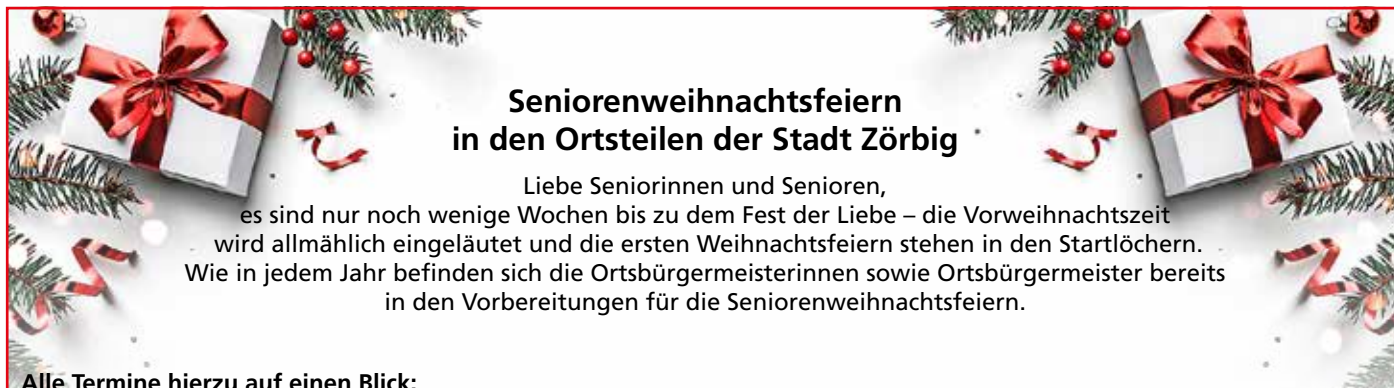 Seniorenweihnachtsfeiern
in den Ortsteilen der Stadt Zörbig
Liebe Seniorinnen und Senioren,
es sind nur noch wenige Wochen bis zu dem Fest der Liebe – die Vorweihnachtszeit
wird allmählich eingeläutet und die ersten Weihnachtsfeiern stehen in den Startlöchern.
Wie in jedem Jahr befinden sich die Ortsbürgermeisterinnen sowie Ortsbürgermeister bereits
in den Vorbereitungen für die Seniorenweihnachtsfeiern.
Alle Termine hierzu auf einen Blick: